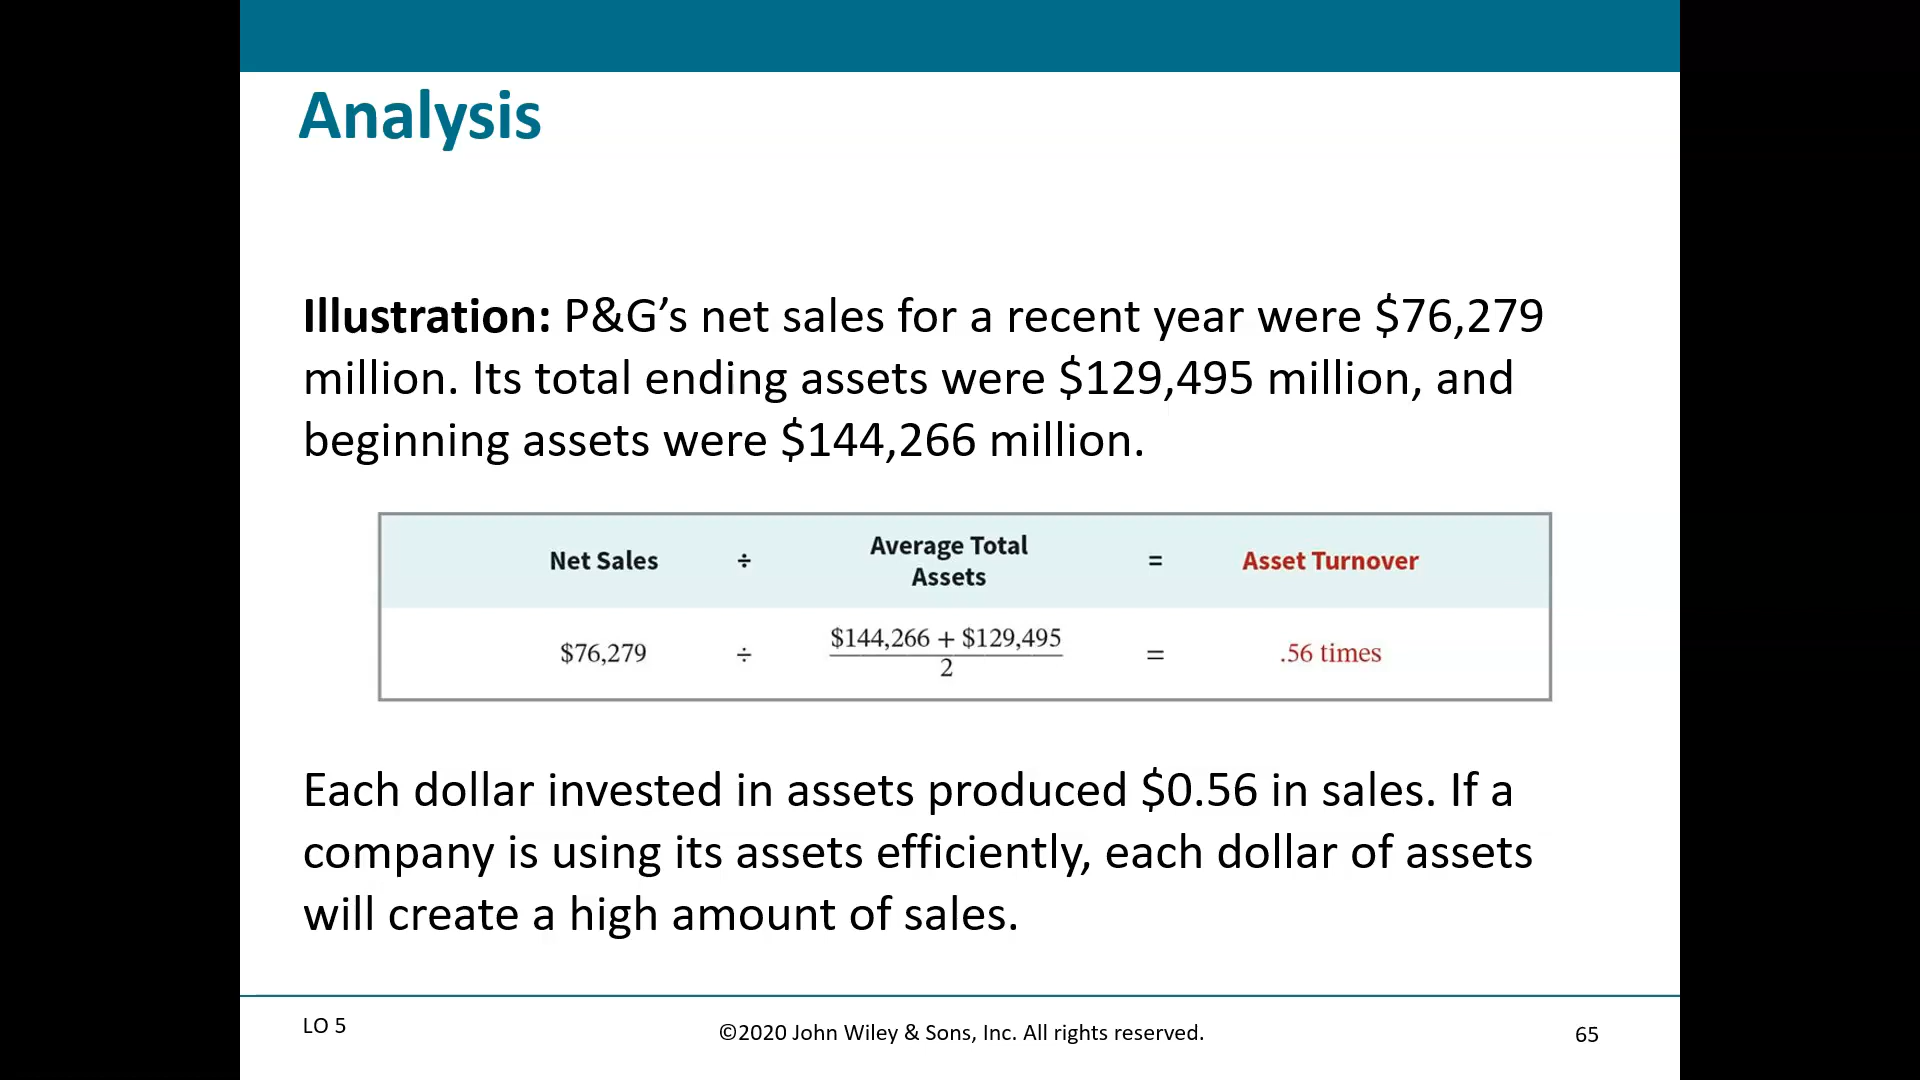 Analysis
Illustration: P&G’s net sales for a recent year were $76,279
million. Its total ending assets were $129,495 million, and
beginning assets were $144,266 million.
Net Sales ÷ Average Total Assets = Asset Turnover
$76,279 ÷ $144,266 + $129,495 = .56 times
2
Each dollar invested in assets produced $0.56 in sales. If a
company is using its assets efficiently, each dollar of assets
will create a high amount of sales.
LO 5
©2020 John Wiley & Sons, Inc. All rights reserved.
65